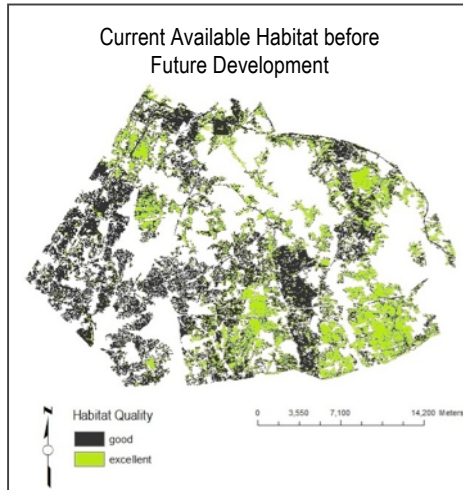 Current Available Habitat before
Future Development
N
Habitat Quality
good
excellent
0 3,550 7,100 14,200 Meters